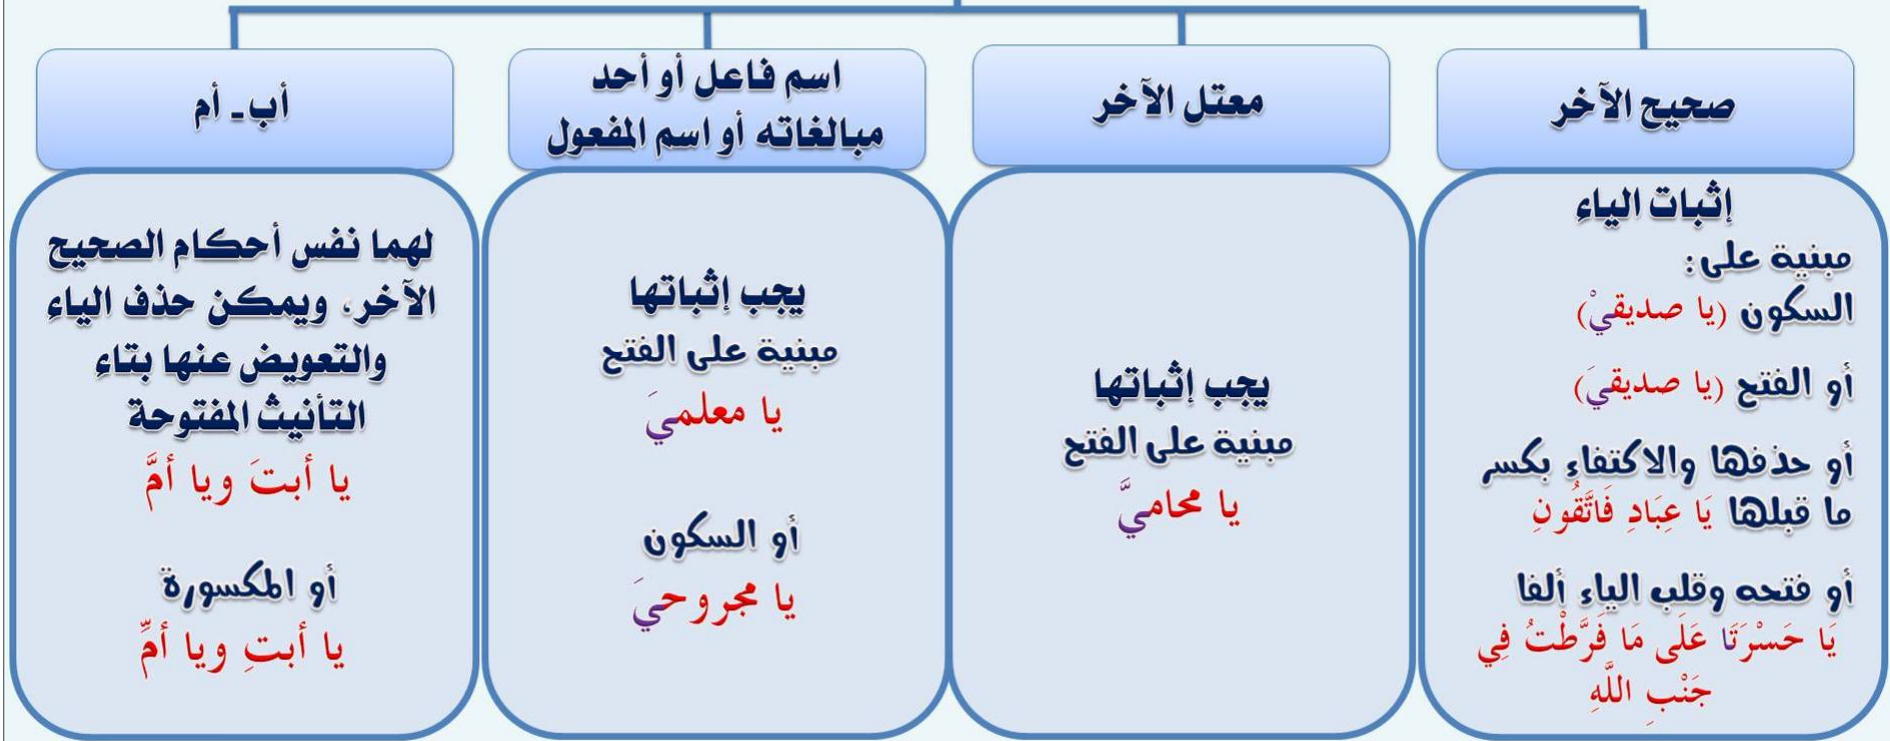 صحيح الآخر
إثبات الياء
مبنية على:
السكون (يا صديقيْ)
أو الفتح (يا صديقيَ)
أو حذفها والاكتفاء بكسر
ما قبلها يَا عِبَادِ فَاتَّقُونِ
أو فتحه وقلب الياء ألفا
يَا حَسْرَتَا عَلَى مَا فَرَّطْتُ فِي
جَنْبِ اللَّهِ
معتل الآخر
يجب إثباتها
مبنية على الفتح
يا محاميَّ
اسم فاعل أو أحد
مبالغاته أو اسم المفعول
يجب إثباتها
مبنية على الفتح
يا معلميَ
أو السكون
يا مجروحيَ
أب - أم
لهما نفس أحكام الصحيح
الآخر، ويمكن حذف الياء
والتعويض عنها بتاء
التأنيث المفتوحة
يا أبتَ ويا أمَّ
أو المكسورة
يا أبتِ ويا أمِّ